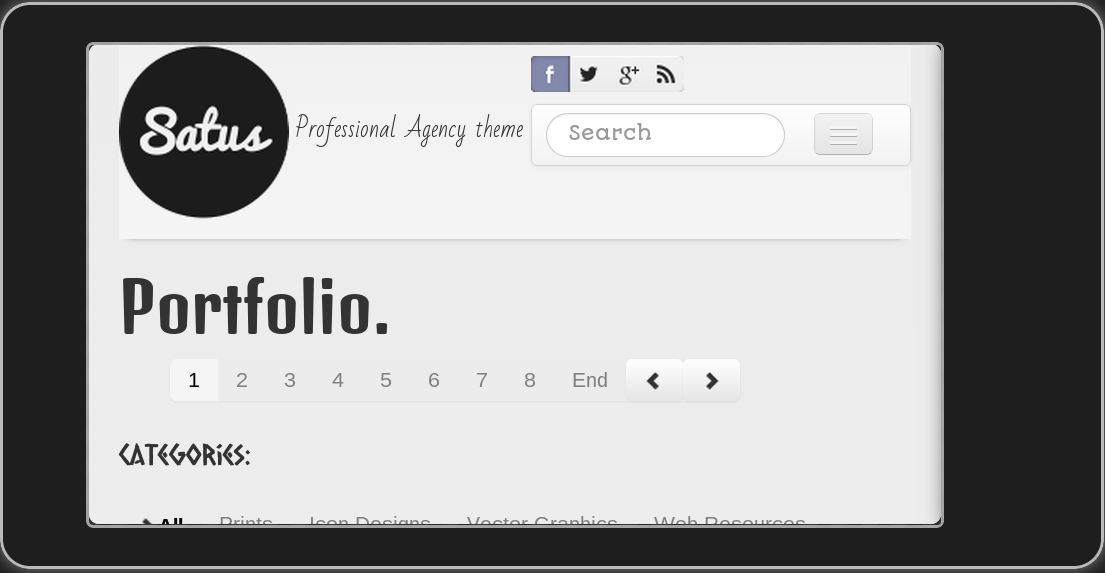 Satus
Professional Agency theme
f g+
Search
Portfolio.
1 2 3 4 5 6 7 8 End
CATEGORIES:
All Prints Icon Designs Vector Graphics Web Resources